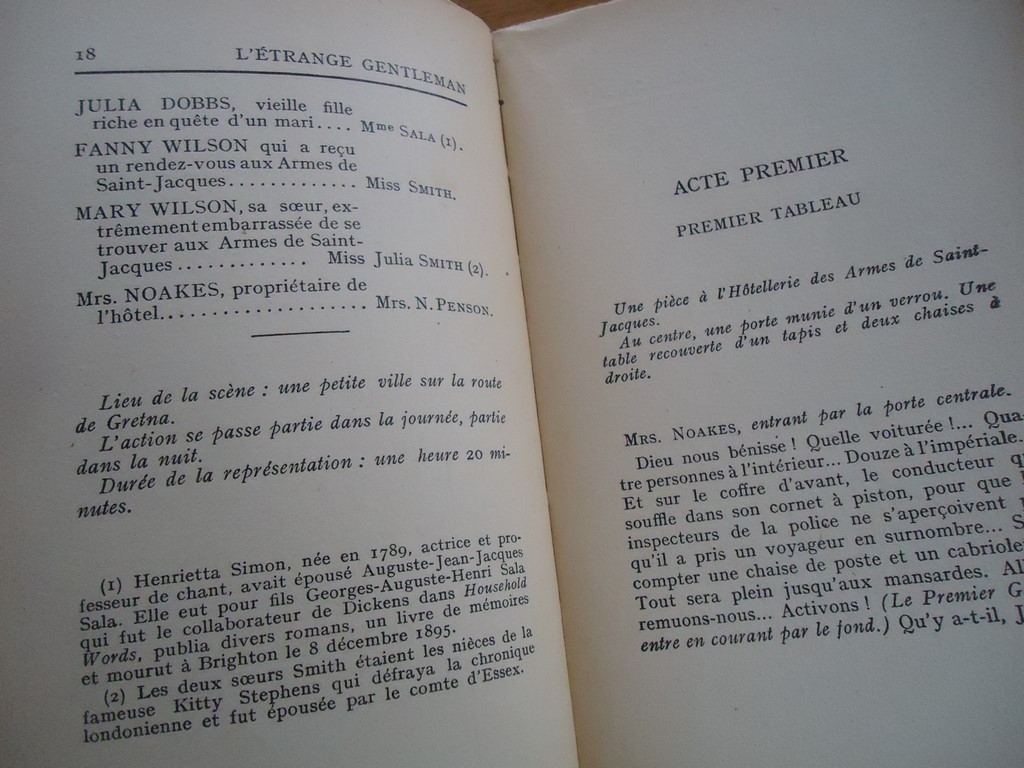 18 L'ÉTRANGE GENTLEMAN
JULIA DOBBS, vieille fille
riche en quête d'un mari.... Mme SALA (1).
FANNY WILSON qui a reçu
un rendez-vous aux Armes de
Saint-Jacques............. Miss SMITH.
MARY WILSON, sa sœur, ex-
trêmement embarrassée de se
trouver aux Armes de Saint-
Jacques ............. Miss Julia SMITH (2).
Mrs. NOAKES, propriétaire de
l'hôtel.................... Mrs. N. PENSON.
Lieu de la scène : une petite ville sur la route
de Gretna.
L'action se passe partie dans la journée, partie
dans la nuit.
Durée de la représentation : une heure 20 mi-
nutes.
(1) Henrietta Simon, née en 1789, actrice et pro-
fesseur de chant, avait épousé Auguste-Jean-Jacques
Sala. Elle eut pour fils Georges-Auguste-Henri Sala
qui fut le collaborateur de Dickens dans Household
Words, publia divers romans, un livre de mémoires
et mourut à Brighton le 8 décembre 1895.
(2) Les deux sœurs Smith étaient les nièces de la
fameuse Kitty Stephens qui défraya la chronique
londonienne et fut épousée par le comte d'Essex.
ACTE PREMIER
PREMIER TABLEAU
Une pièce à l'Hôtellerie des Armes de Saint-
Jacques.
Au centre, une porte munie d'un verrou. Une
table recouverte d'un tapis et deux chaises à
droite.
MRS. NOAKES, entrant par la porte centrale.
Dieu nous bénisse ! Quelle voiturée !... Qua
tre personnes à l'intérieur... Douze à l'impériale.
Et sur le coffre d'avant, le conducteur q
souffle dans son cornet à piston, pour que
inspecteurs de la police ne s'aperçoivent
qu'il a pris un voyageur en surnombre... S
compter une chaise de poste et un cabriole
Tout sera plein jusqu'aux mansardes. Al
remuons-nous... Activons ! (Le Premier G
entre en courant par le fond.) Qu'y a-t-il, J